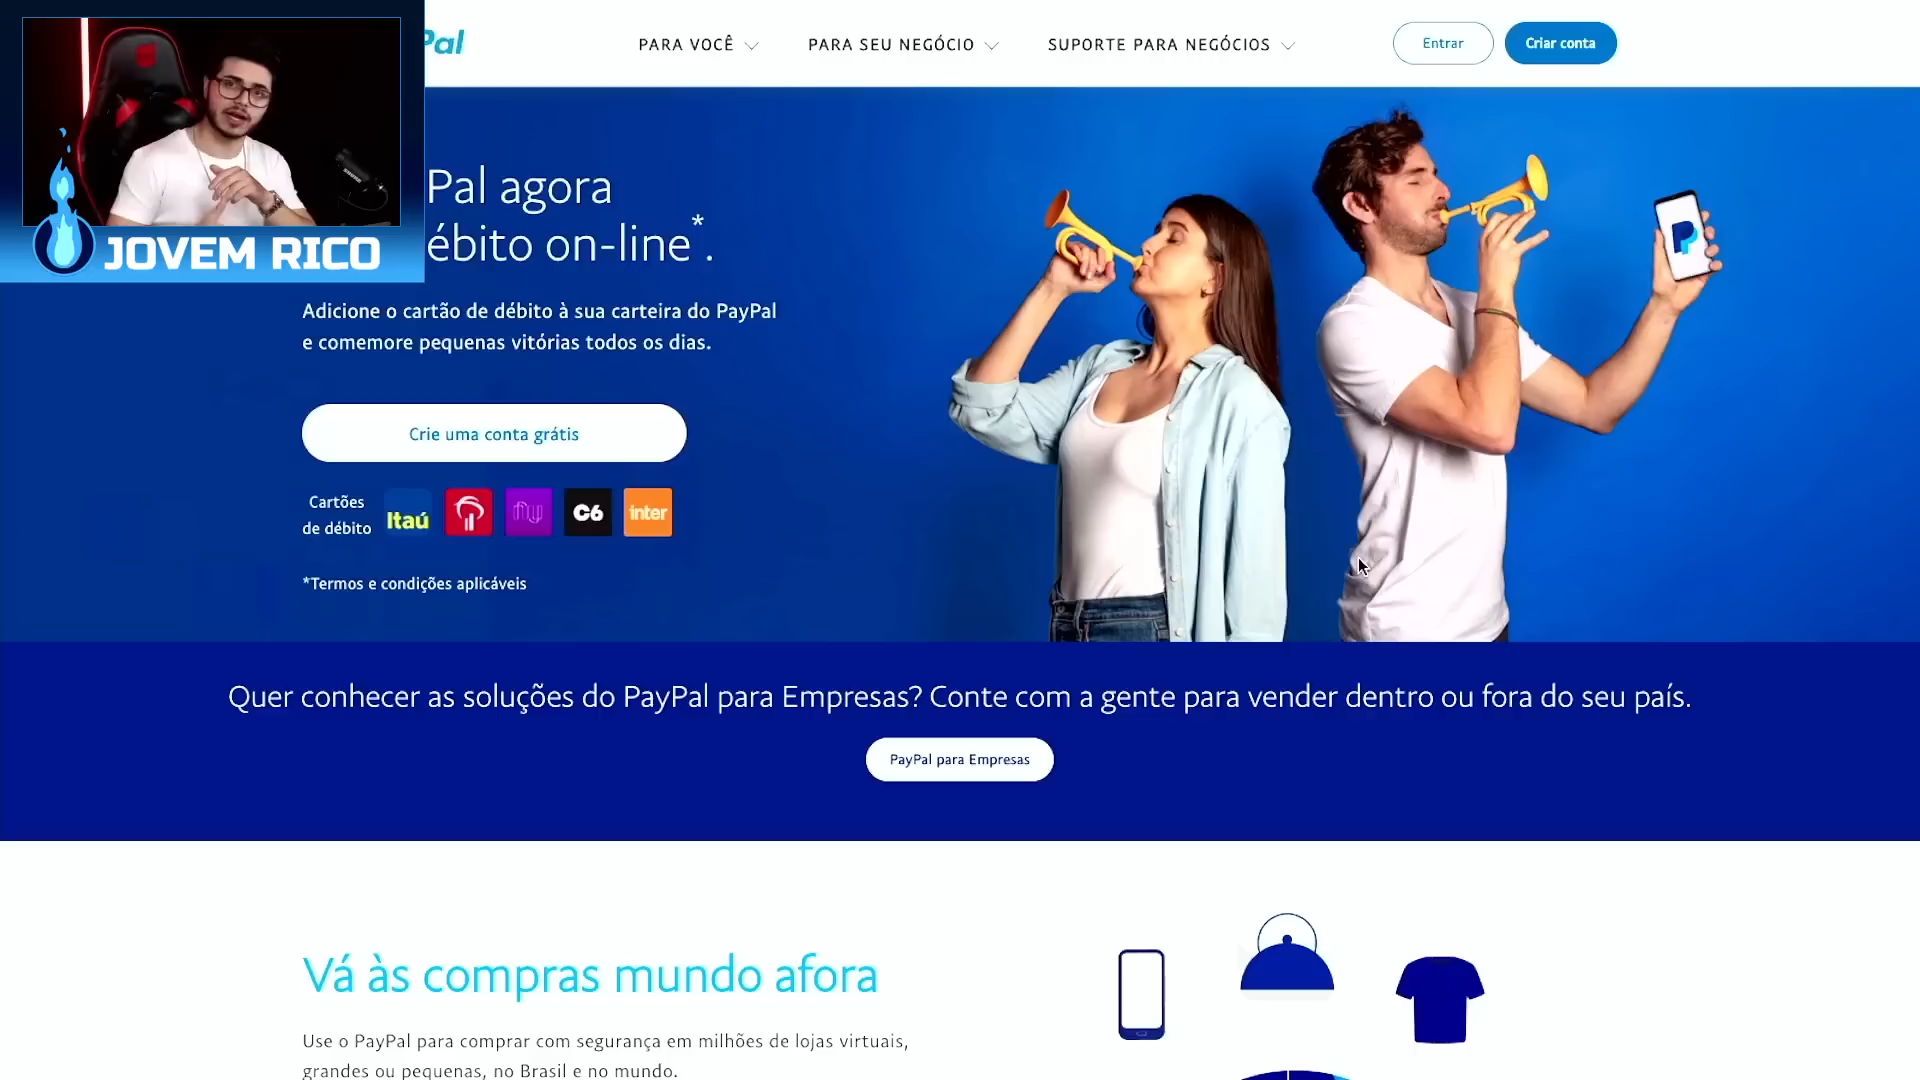 Pal
PARA VOCÊ
PARA SEU NEGÓCIO
SUPORTE PARA NEGÓCIOS
Entrar
Criar conta
JOVEM RICO
Pal agora
ébito on-line*.
Adicione o cartão de débito à sua carteira do PayPal
e comemore pequenas vitórias todos os dias.
Crie uma conta grátis
Cartões
de débito
Itaú
nu
C6
inter
*Termos e condições aplicáveis
Quer conhecer as soluções do PayPal para Empresas? Conte com a gente para vender dentro ou fora do seu país.
PayPal para Empresas
Vá às compras mundo afora
Use o PayPal para comprar com segurança em milhões de lojas virtuais,
grandes ou pequenas, no Brasil e no mundo.